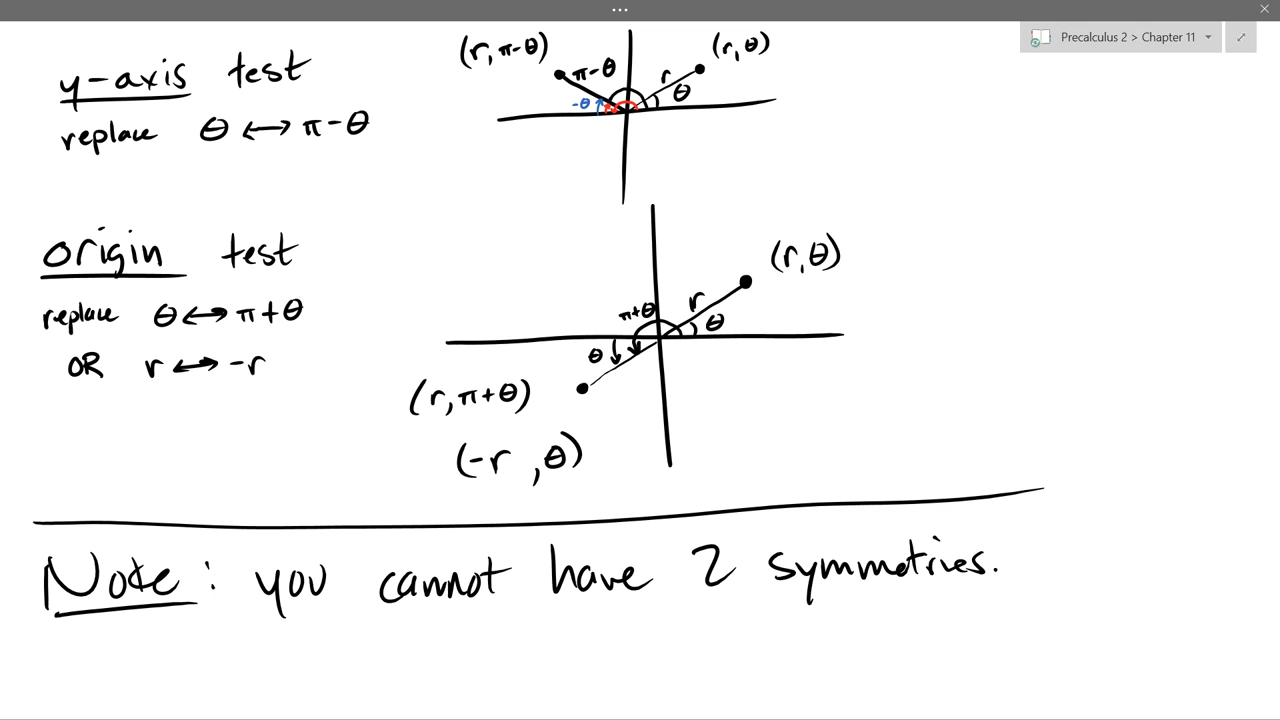 Precalculus 2 > Chapter 11
y-axis test
replace θ ↔ π-θ
(r, π-θ)
(r, θ)
π-θ
r
θ
-θ
origin test
replace θ ↔ π+θ
OR r ↔ -r
(r, θ)
π+θ
r
θ
θ
(r, π+θ)
(-r , θ)
Note: you cannot have 2 symmetries.